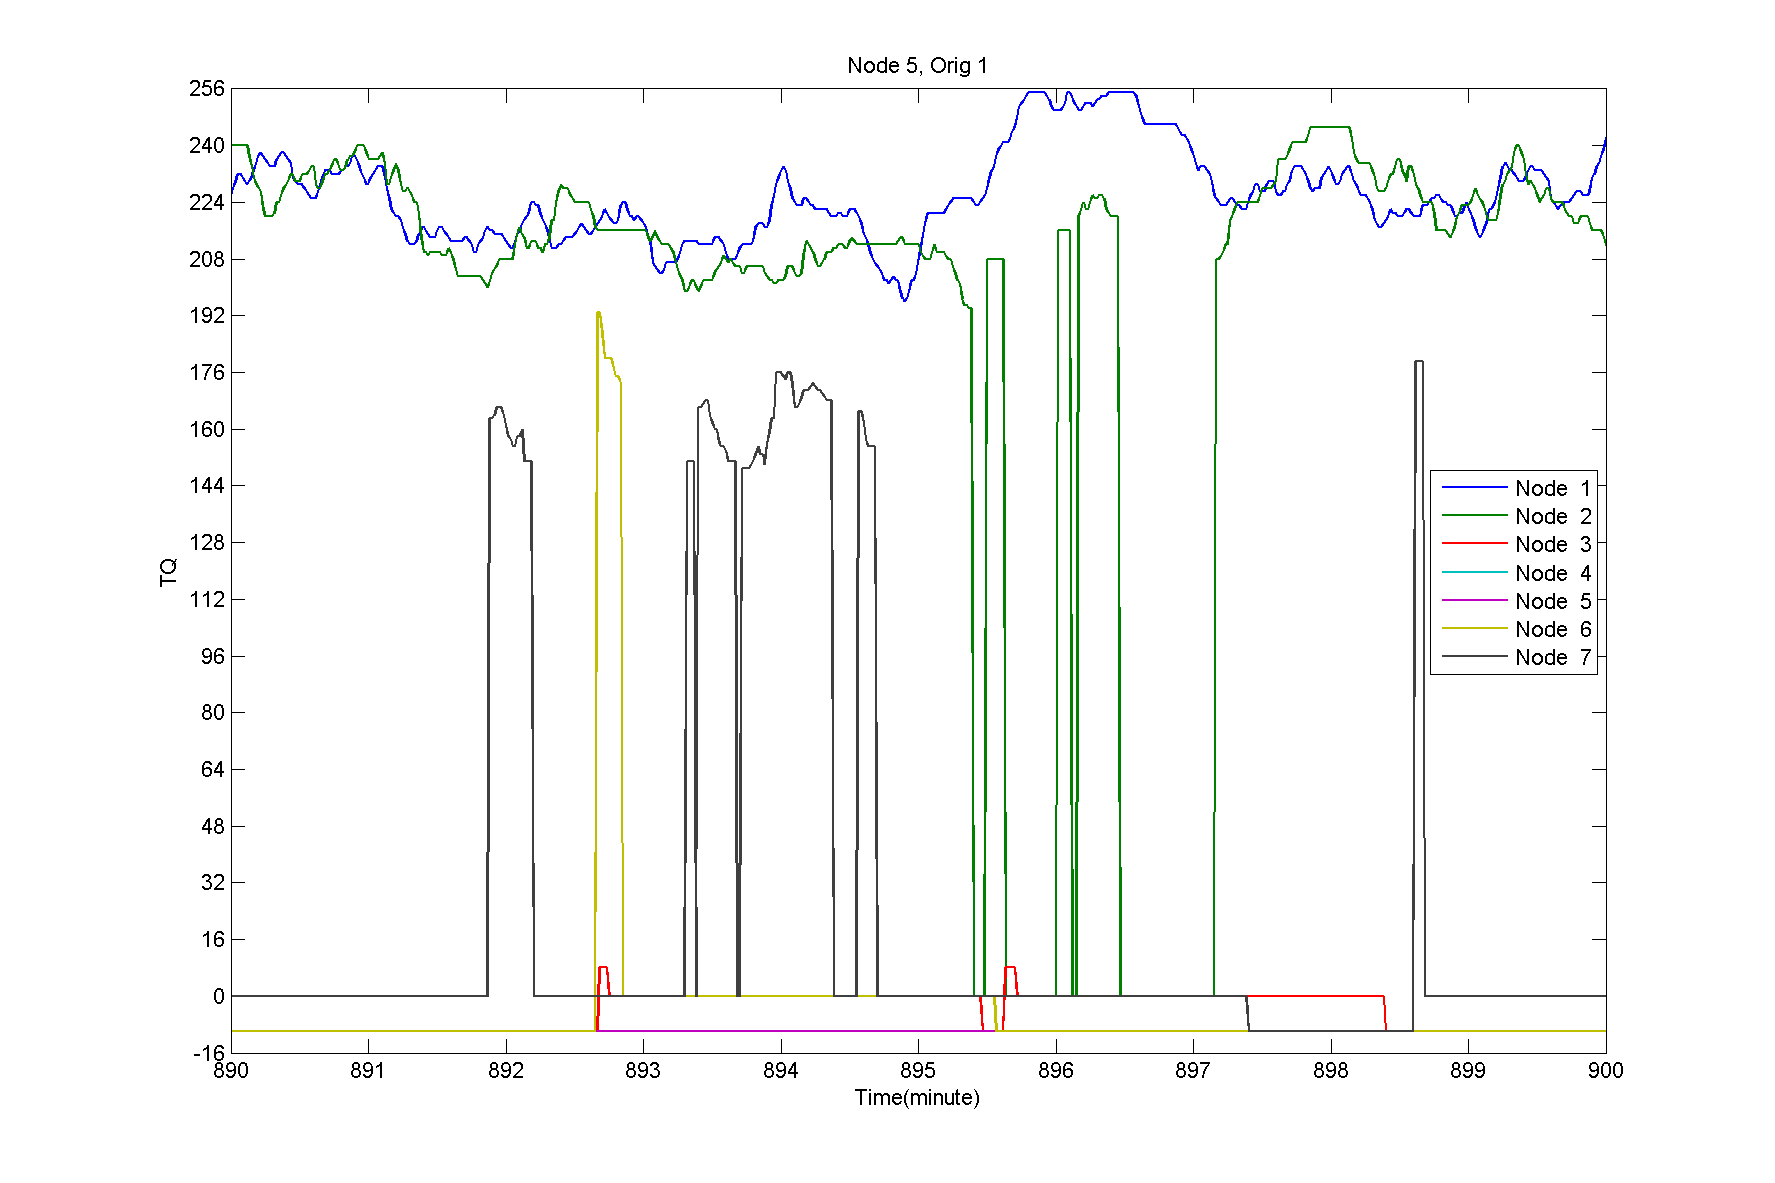 Node 5, Orig 1
256
240
224
208
192
176
160
144
128
112
96
80
64
48
32
16
0
-16
TQ
Node 1
Node 2
Node 3
Node 4
Node 5
Node 6
Node 7
890 891 892 893 894 895 896 897 898 899 900
Time(minute)